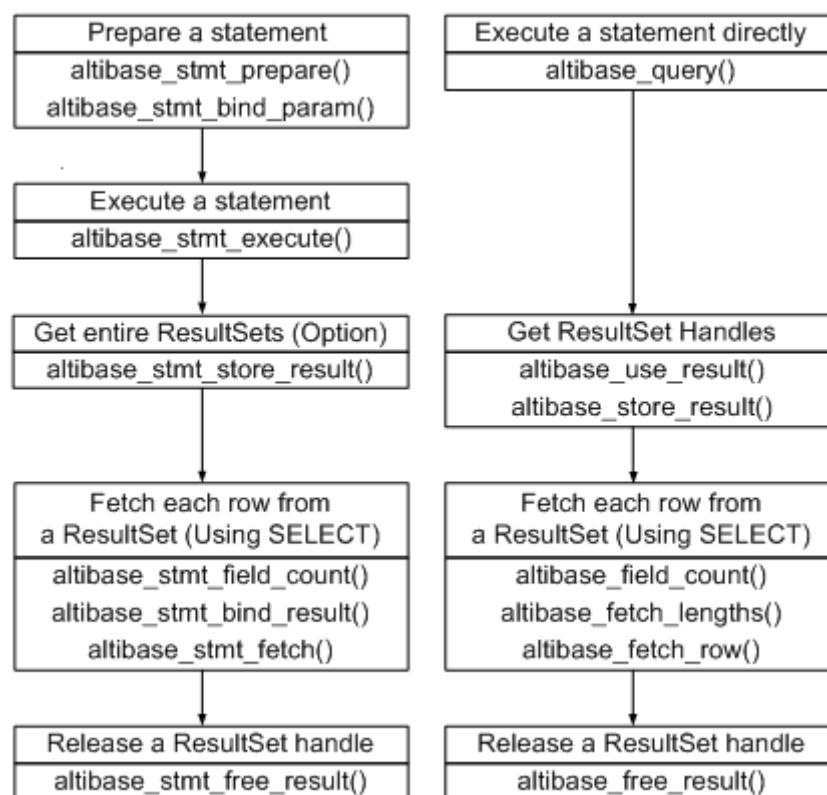 Prepare a statement
altibase_stmt_prepare()
altibase_stmt_bind_param()
Execute a statement
altibase_stmt_execute()
Get entire ResultSets (Option)
altibase_stmt_store_result()
Fetch each row from
a ResultSet (Using SELECT)
altibase_stmt_field_count()
altibase_stmt_bind_result()
altibase_stmt_fetch()
Release a ResultSet handle
altibase_stmt_free_result()
Execute a statement directly
altibase_query()
Get ResultSet Handles
altibase_use_result()
altibase_store_result()
Fetch each row from
a ResultSet (Using SELECT)
altibase_field_count()
altibase_fetch_lengths()
altibase_fetch_row()
Release a ResultSet handle
altibase_free_result()